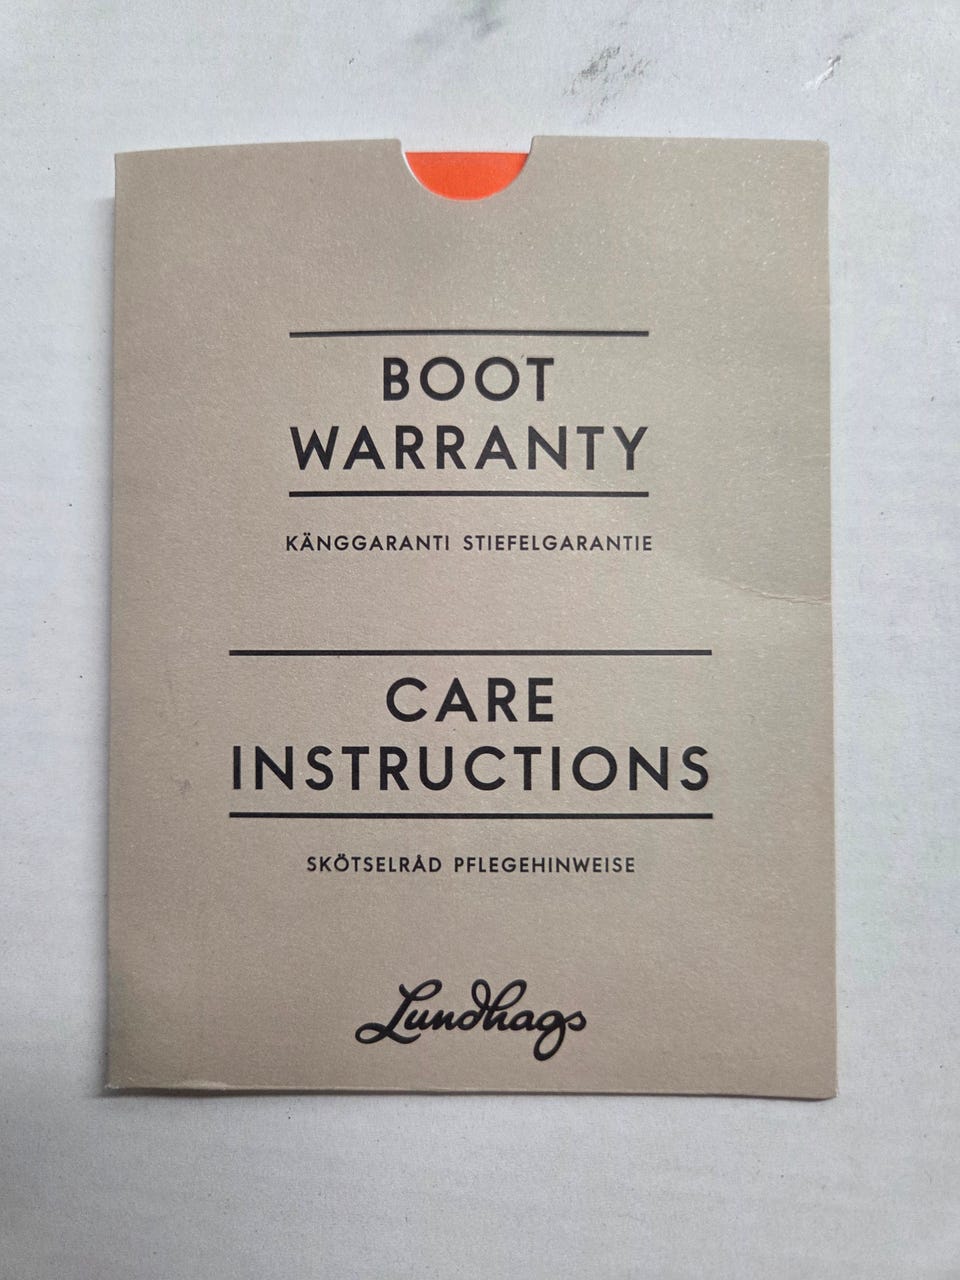 BOOT
WARRANTY
KÄNGGARANTI STIEFELGARANTIE
CARE
INSTRUCTIONS
SKÖTSELRÅD PFLEGEHINWEISE
Lundhags